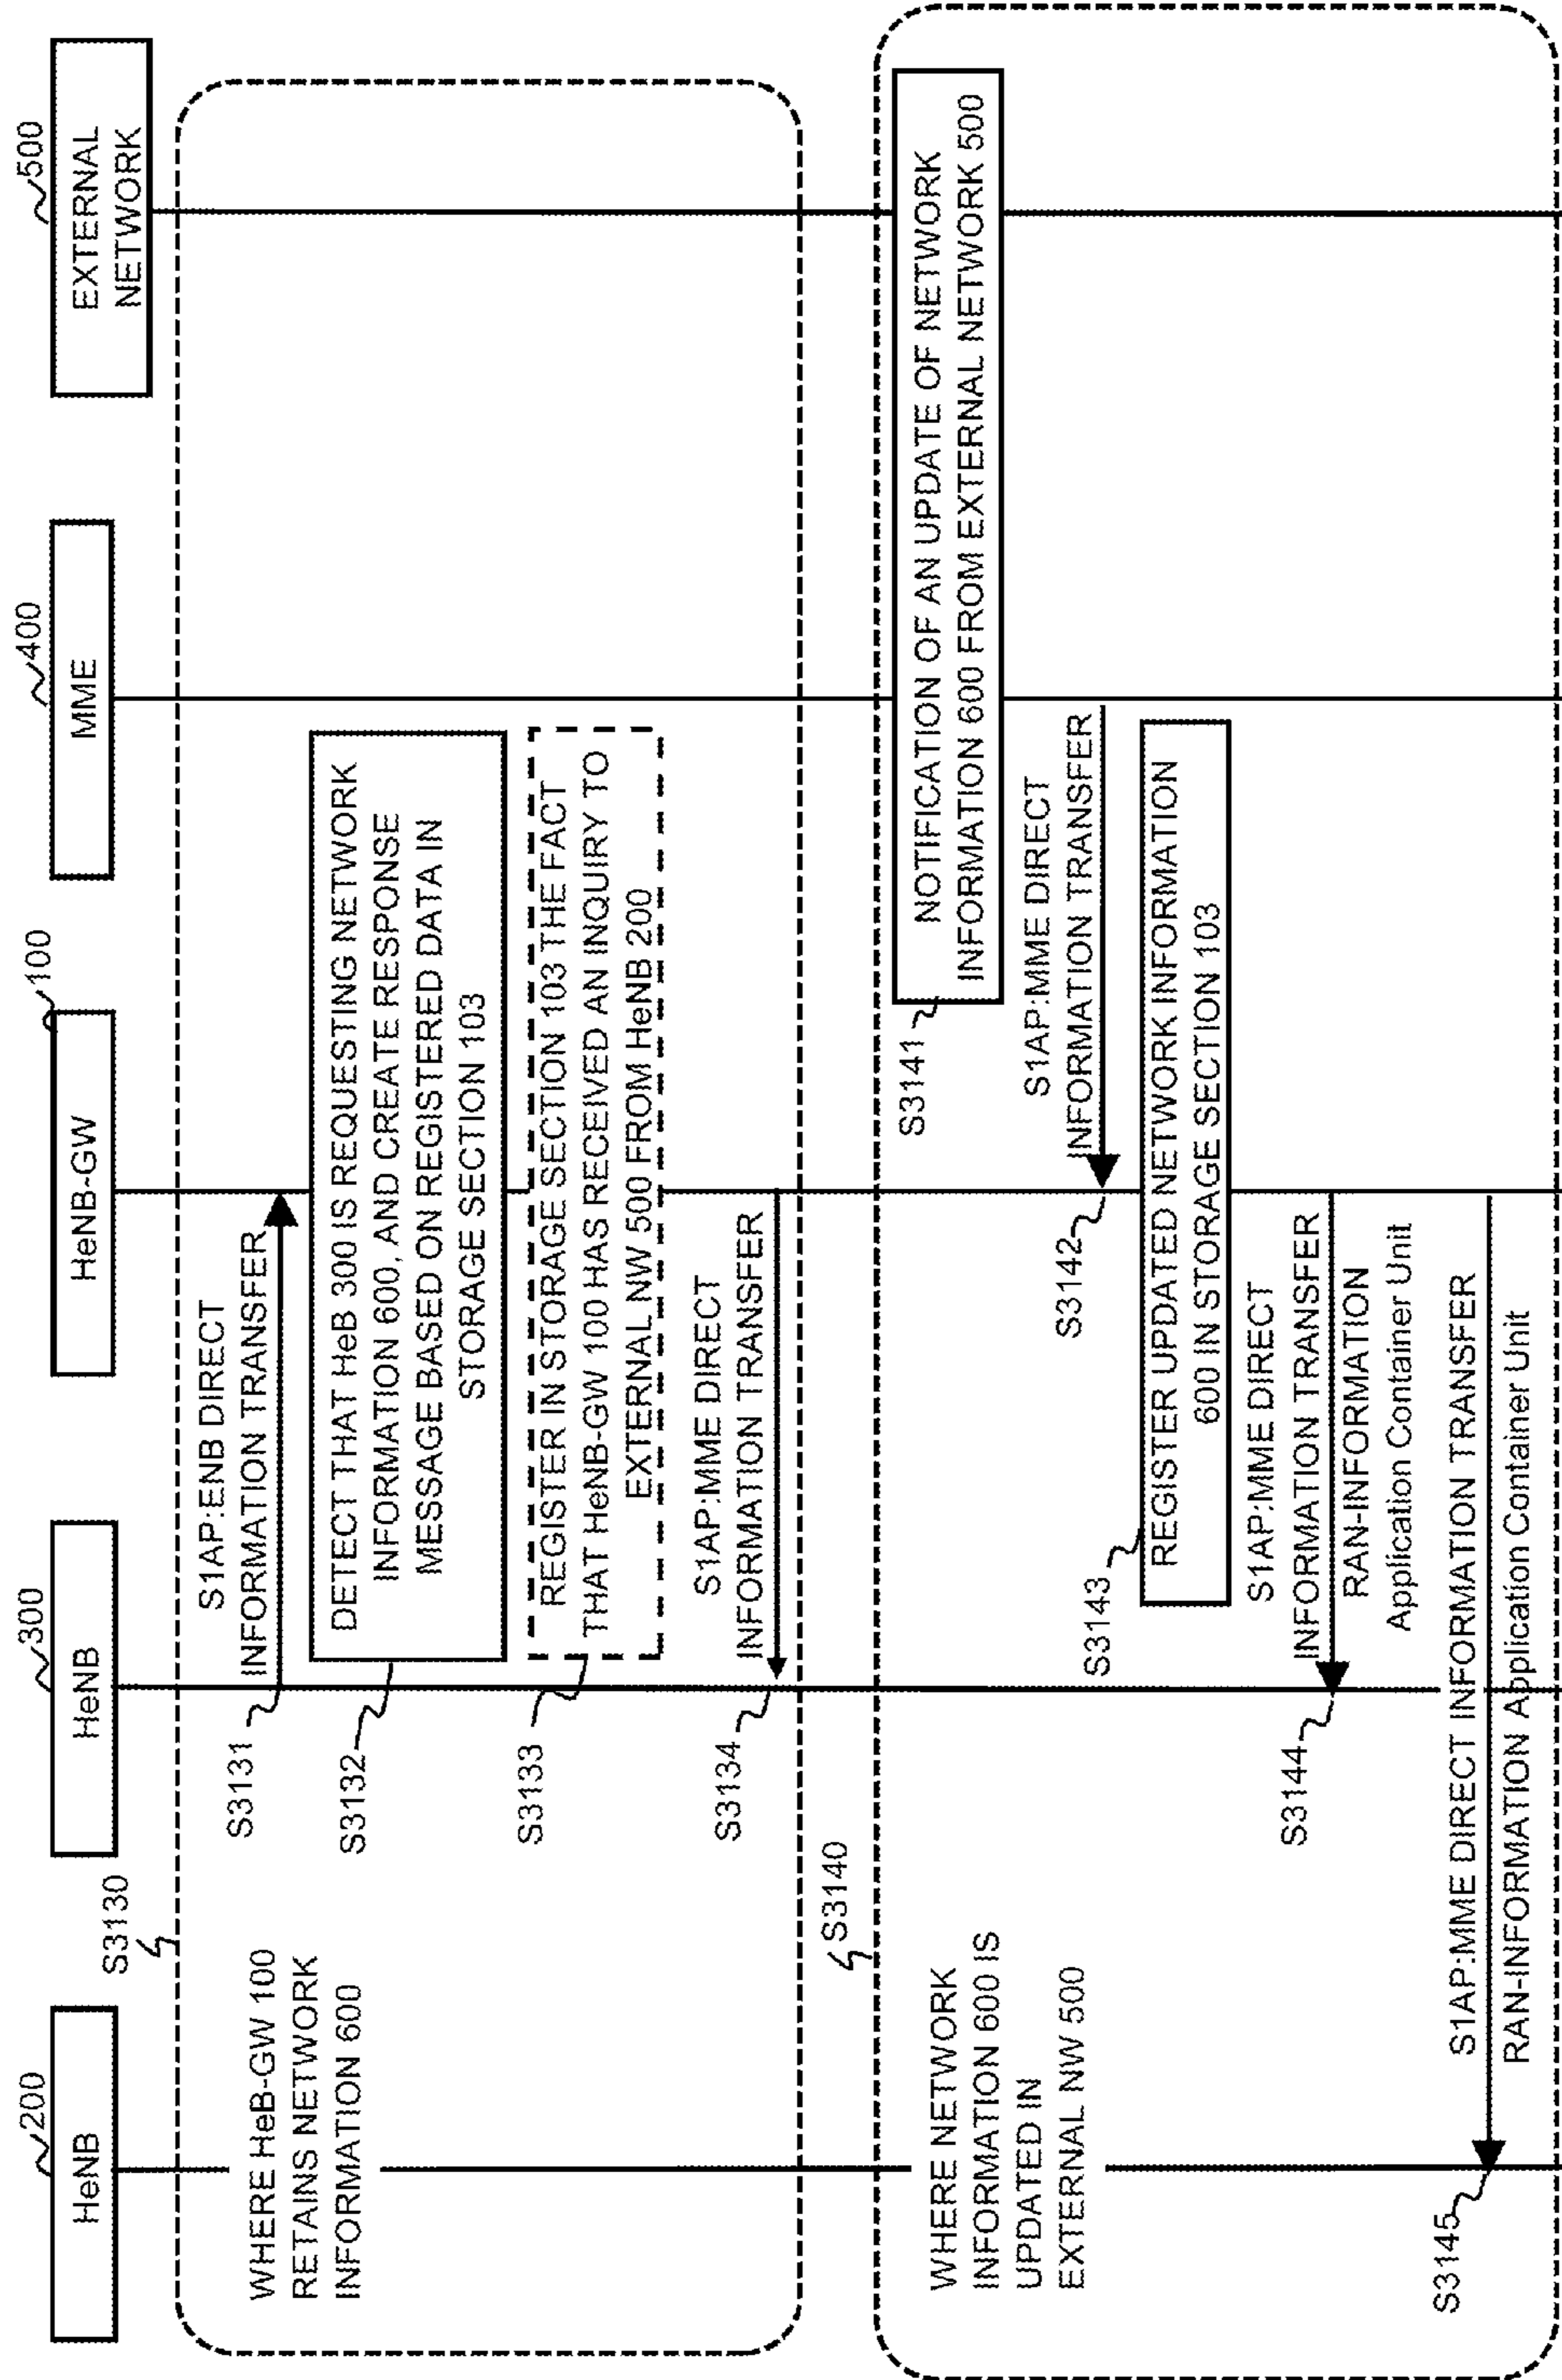 200
HeNB
300
HeNB
100
HeNB-GW
400
MME
500
EXTERNAL
NETWORK
S3130
WHERE HeB-GW 100
RETAINS NETWORK
INFORMATION 600
S3131
S1AP:ENB DIRECT
INFORMATION TRANSFER
S3132
DETECT THAT HeB 300 IS REQUESTING NETWORK
INFORMATION 600, AND CREATE RESPONSE
MESSAGE BASED ON REGISTERED DATA IN
STORAGE SECTION 103
S3133
REGISTER IN STORAGE SECTION 103 THE FACT
THAT HeNB-GW 100 HAS RECEIVED AN INQUIRY TO
EXTERNAL NW 500 FROM HeNB 200
S3134
S1AP:MME DIRECT
INFORMATION TRANSFER
S3140
WHERE NETWORK
INFORMATION 600 IS
UPDATED IN
EXTERNAL NW 500
S3141
NOTIFICATION OF AN UPDATE OF NETWORK
INFORMATION 600 FROM EXTERNAL NETWORK 500
S1AP:MME DIRECT
INFORMATION TRANSFER
S3142
S3143
REGISTER UPDATED NETWORK INFORMATION
600 IN STORAGE SECTION 103
S3144
S1AP:MME DIRECT
INFORMATION TRANSFER
RAN-INFORMATION
Application Container Unit
S3145
S1AP:MME DIRECT INFORMATION TRANSFER
RAN-INFORMATION Application Container Unit